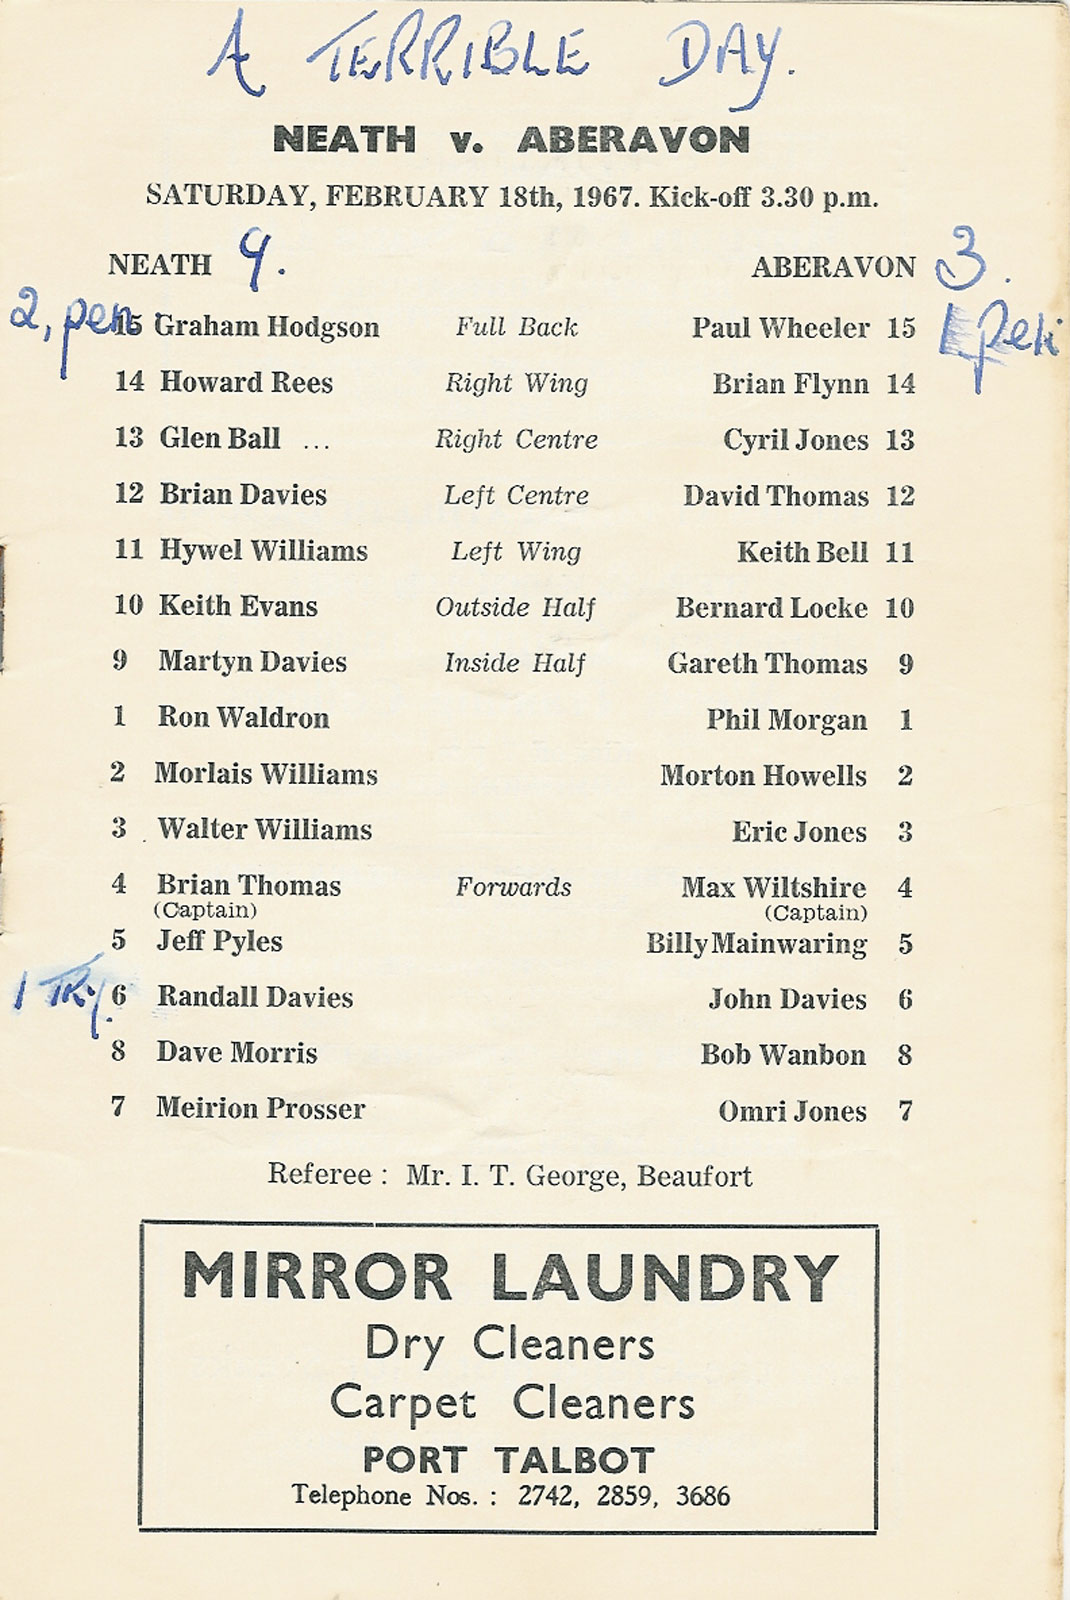 A TERRIBLE DAY.
NEATH v. ABERAVON
SATURDAY, FEBRUARY 18th, 1967. Kick-off 3.30 p.m.
NEATH 9. ABERAVON 3.
2, pen 15 Graham Hodgson Full Back Paul Wheeler 15 1 pen
14 Howard Rees Right Wing Brian Flynn 14
13 Glen Ball ... Right Centre Cyril Jones 13
12 Brian Davies Left Centre David Thomas 12
11 Hywel Williams Left Wing Keith Bell 11
10 Keith Evans Outside Half Bernard Locke 10
9 Martyn Davies Inside Half Gareth Thomas 9
1 Ron Waldron Phil Morgan 1
2 Morlais Williams Morton Howells 2
3 Walter Williams Eric Jones 3
4 Brian Thomas Forwards Max Wiltshire 4
(Captain) (Captain)
5 Jeff Pyles Billy Mainwaring 5
1 TRY. 6 Randall Davies John Davies 6
8 Dave Morris Bob Wanbon 8
7 Meirion Prosser Omri Jones 7
Referee : Mr. I. T. George, Beaufort
MIRROR LAUNDRY
Dry Cleaners
Carpet Cleaners
PORT TALBOT
Telephone Nos. : 2742, 2859, 3686